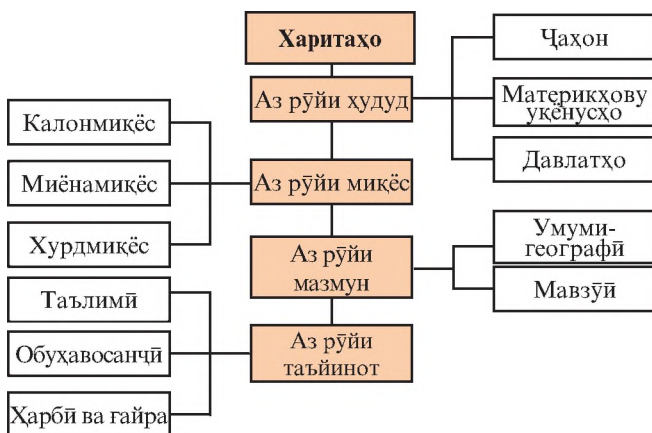 Харитаҳо
Аз рӯйи ҳудуд
Ҷаҳон
Материкҳову
уқёнусҳо
Давлатҳо
Аз рӯйи миқёс
Калонмиқёс
Миёнамиқёс
Хурдмиқёс
Аз рӯйи
мазмун
Умуми-
географӣ
Мавзӯӣ
Аз рӯйи
таъйинот
Таълимӣ
Обуҳавосанҷӣ
Ҳарбӣ ва ғайра